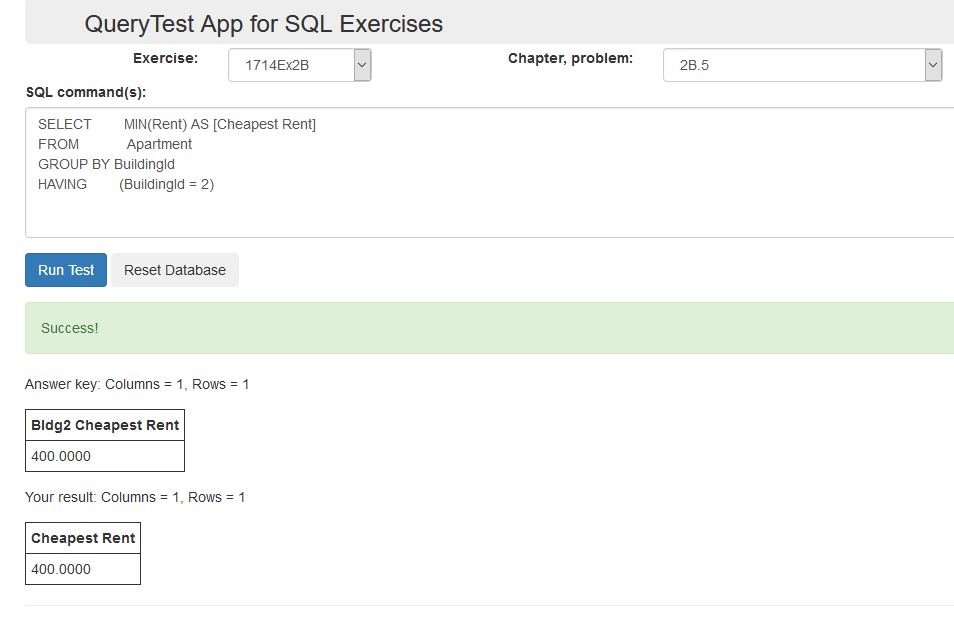 QueryTest App for SQL Exercises
Exercise: 1714Ex2B Chapter, problem: 2B.5
SQL command(s):
SELECT MIN(Rent) AS [Cheapest Rent]
FROM Apartment
GROUP BY BuildingId
HAVING (BuildingId = 2)
Run Test Reset Database
Success!
Answer key: Columns = 1, Rows = 1
Bldg2 Cheapest Rent
400.0000
Your result: Columns = 1, Rows = 1
Cheapest Rent
400.0000